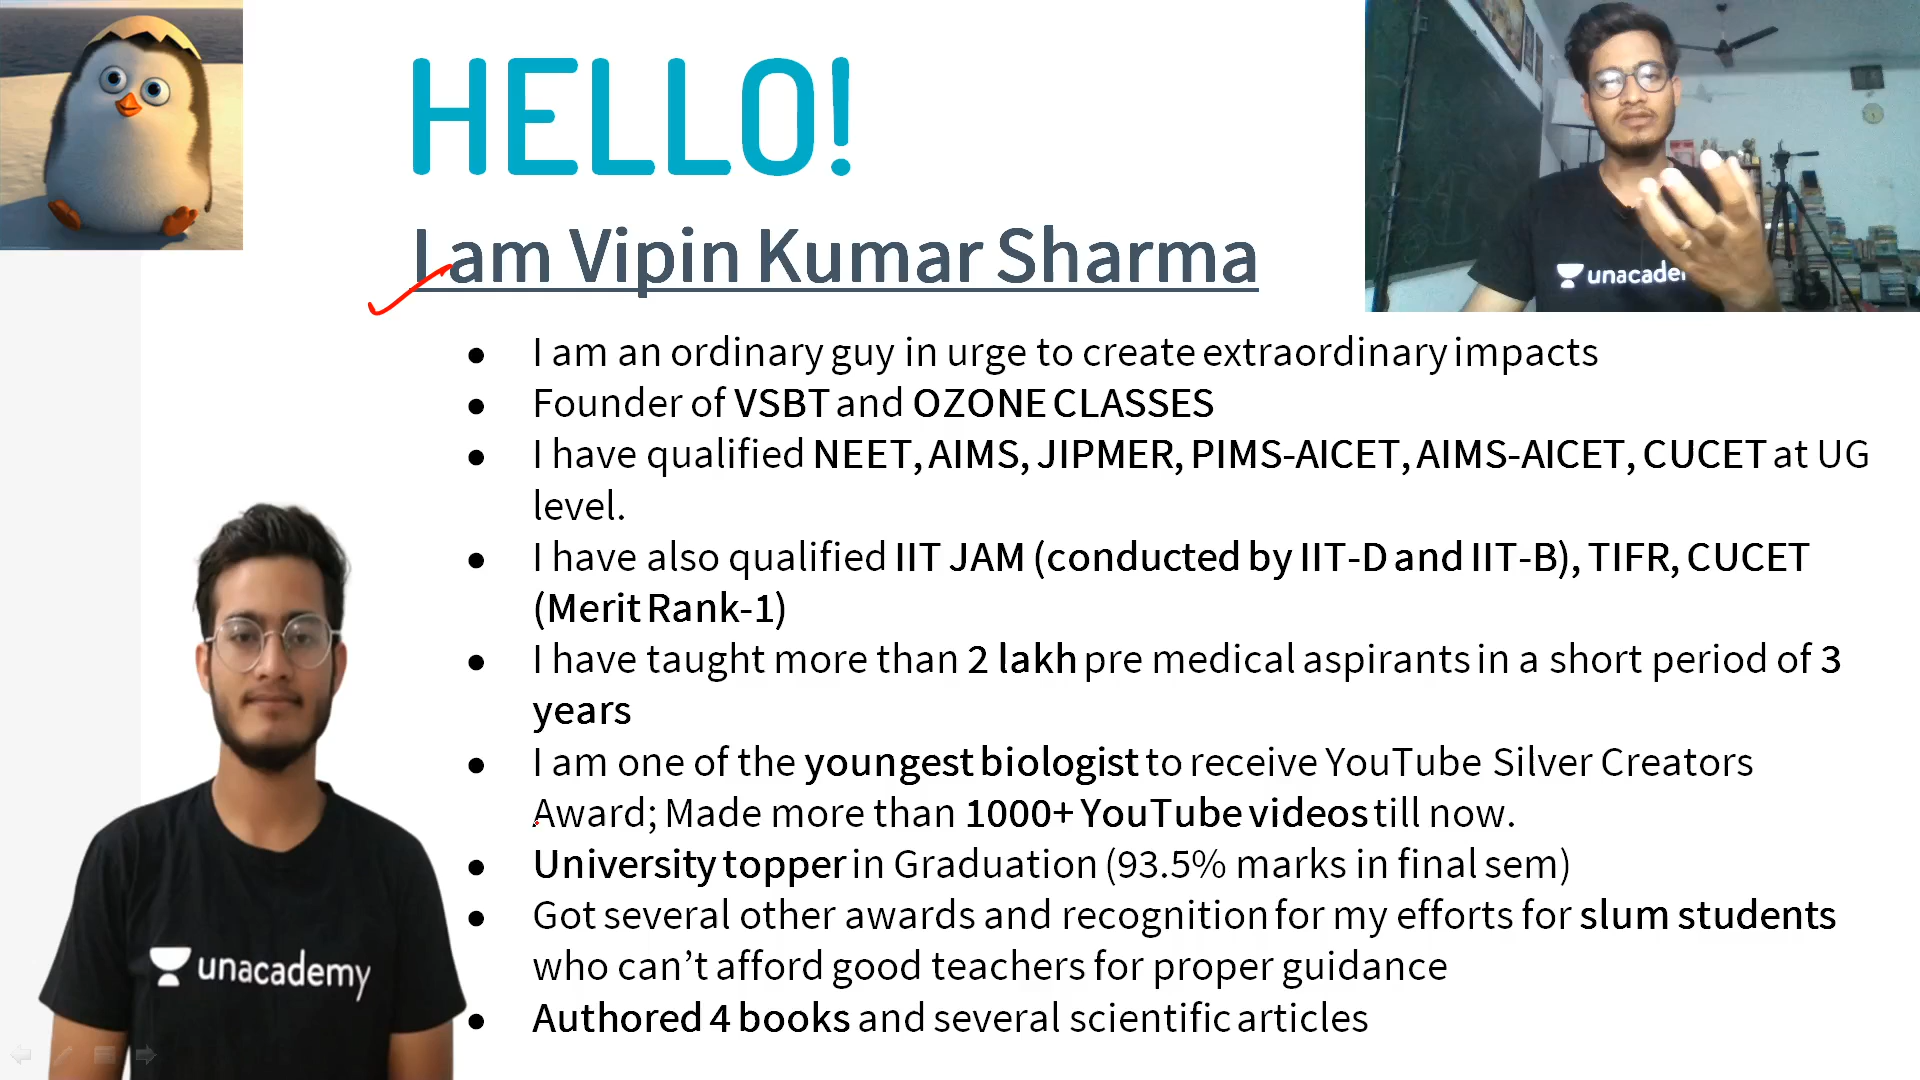 HELLO!
I am Vipin Kumar Sharma
unacade
● I am an ordinary guy in urge to create extraordinary impacts
● Founder of VSBT and OZONE CLASSES
● I have qualified NEET, AIMS, JIPMER, PIMS-AICET, AIMS-AICET, CUCET at UG
level.
● I have also qualified IIT JAM (conducted by IIT-D and IIT-B), TIFR, CUCET
(Merit Rank-1)
● I have taught more than 2 lakh pre medical aspirants in a short period of 3
years
● I am one of the youngest biologist to receive YouTube Silver Creators
Award; Made more than 1000+ YouTube videos till now.
● University topper in Graduation (93.5% marks in final sem)
● Got several other awards and recognition for my efforts for slum students
who can’t afford good teachers for proper guidance
● Authored 4 books and several scientific articles
unacademy